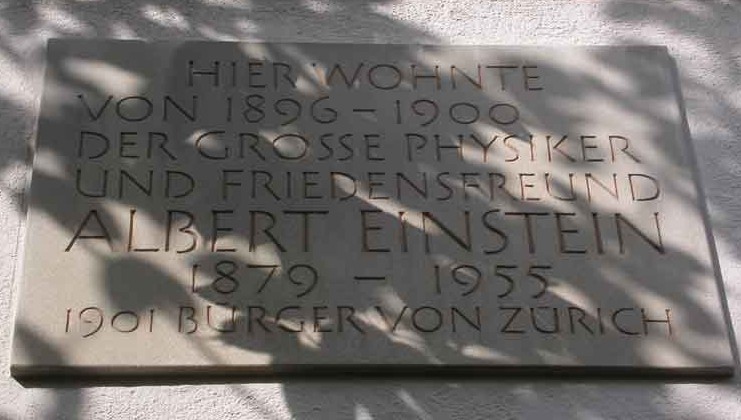 HIER WOHNTE
VON 1896 – 1900
DER GROSSE PHYSIKER
UND FRIEDENSFREUND
ALBERT EINSTEIN
1879 – 1955
1901 BÜRGER VON ZÜRICH